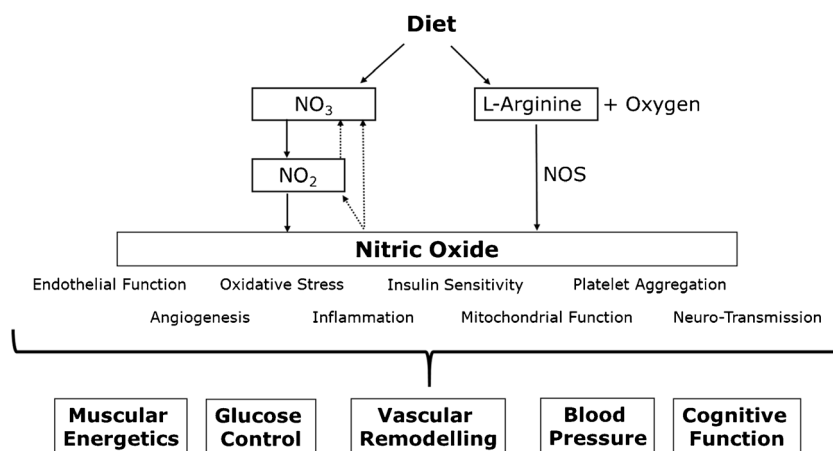 Diet
NO₃
L-Arginine + Oxygen
NO₂
NOS
Nitric Oxide
Endothelial Function Oxidative Stress Insulin Sensitivity Platelet Aggregation
Angiogenesis Inflammation Mitochondrial Function Neuro-Transmission
Muscular
Energetics
Glucose
Control
Vascular
Remodelling
Blood
Pressure
Cognitive
Function